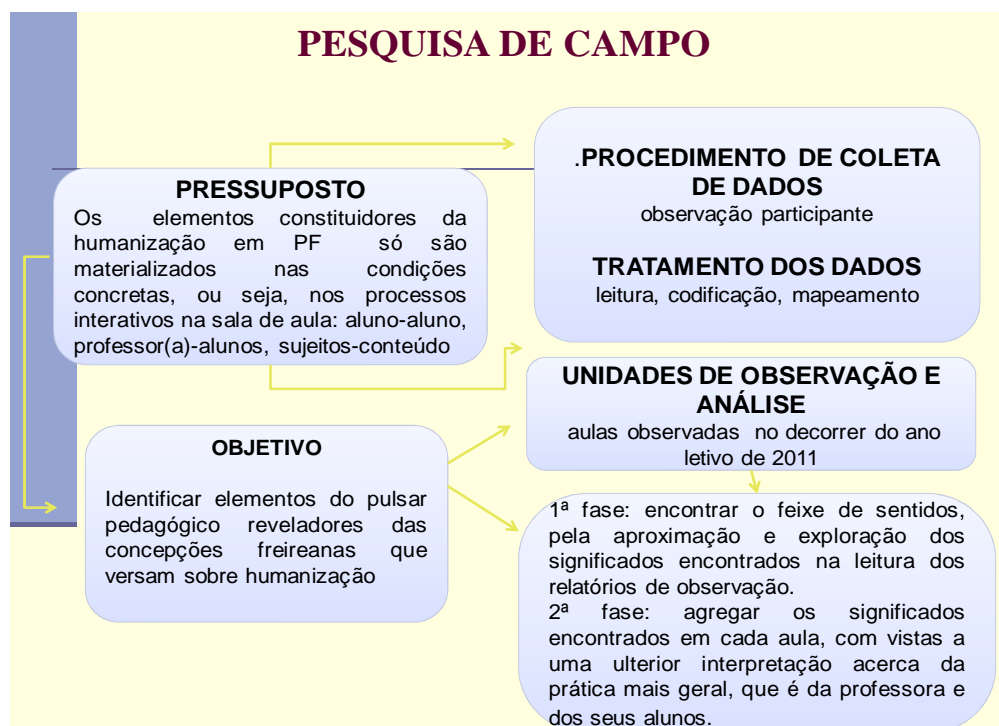 PESQUISA DE CAMPO
PRESSUPOSTO
Os elementos constituidores da
humanização em PF só são
materializados nas condições
concretas, ou seja, nos processos
interativos na sala de aula: aluno-aluno,
professor(a)-alunos, sujeitos-conteúdo
.PROCEDIMENTO DE COLETA
DE DADOS
observação participante
TRATAMENTO DOS DADOS
leitura, codificação, mapeamento
UNIDADES DE OBSERVAÇÃO E
ANÁLISE
aulas observadas no decorrer do ano
letivo de 2011
OBJETIVO
Identificar elementos do pulsar
pedagógico reveladores das
concepções freireanas que
versam sobre humanização
1ª fase: encontrar o feixe de sentidos,
pela aproximação e exploração dos
significados encontrados na leitura dos
relatórios de observação.
2ª fase: agregar os significados
encontrados em cada aula, com vistas a
uma ulterior interpretação acerca da
prática mais geral, que é da professora e
dos seus alunos.